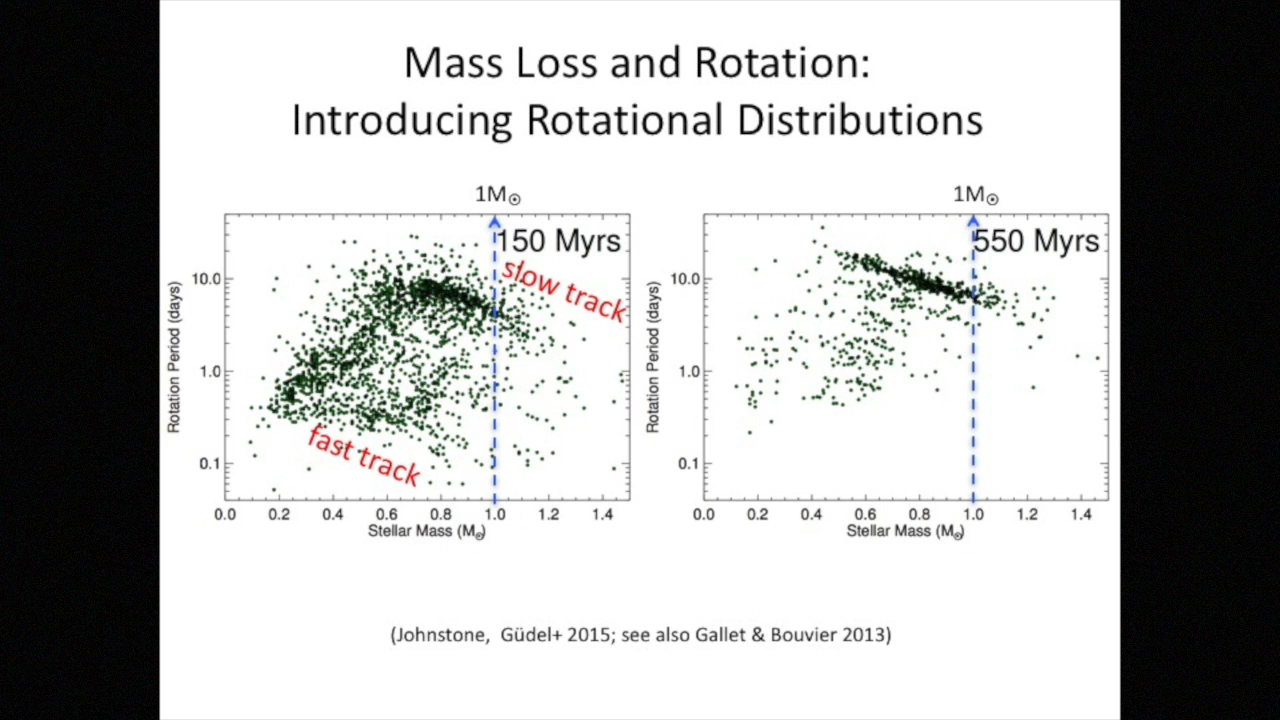 Mass Loss and Rotation:
Introducing Rotational Distributions
1M☉
150 Myrs
slow track
fast track
10.0
1.0
0.1
Rotation Period (days)
0.0 0.2 0.4 0.6 0.8 1.0 1.2 1.4
Stellar Mass (M☉)
1M☉
550 Myrs
10.0
1.0
0.1
Rotation Period (days)
0.0 0.2 0.4 0.6 0.8 1.0 1.2 1.4
Stellar Mass (M☉)
(Johnstone, Güdel+ 2015; see also Gallet & Bouvier 2013)